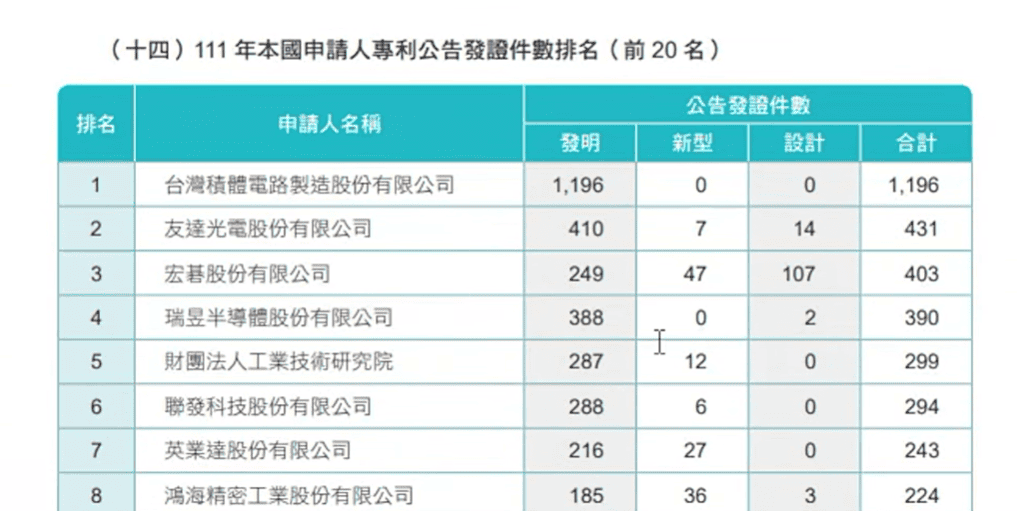 （十四）111 年本國申請人專利公告發證件數排名（前 20 名）
排名 申請人名稱 公告發證件數
發明 新型 設計 合計
1 台灣積體電路製造股份有限公司 1,196 0 0 1,196
2 友達光電股份有限公司 410 7 14 431
3 宏碁股份有限公司 249 47 107 403
4 瑞昱半導體股份有限公司 388 0 2 390
5 財團法人工業技術研究院 287 12 0 299
6 聯發科技股份有限公司 288 6 0 294
7 英業達股份有限公司 216 27 0 243
8 鴻海精密工業股份有限公司 185 36 3 224